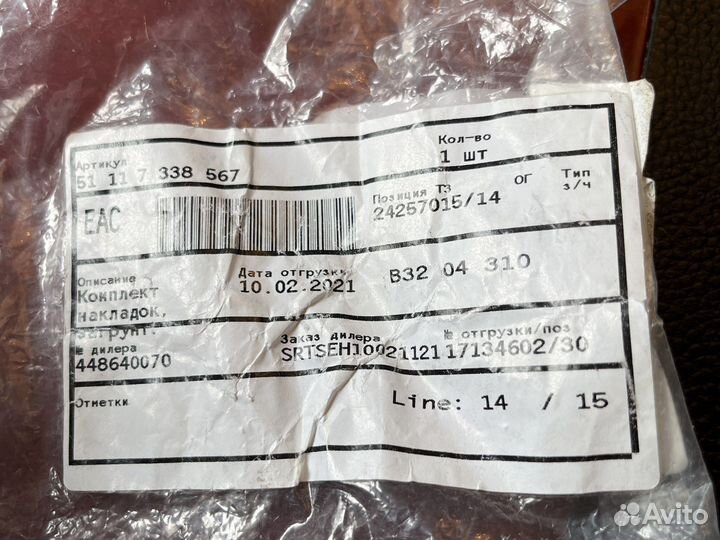 Артикул
51 11 7 338 567
Кол-во
1 шт
EAC
Позиция ТЗ
24257015/14
ОГ
Тип
з/ч
Описание
Комплект
накладок,
загрунт.
Дата отгрузки
10.02.2021
B32 04 310
№ дилера
448640070
Заказ дилера
SRTSEH10021121
№ отгрузки/поз
17134602/30
Отметки
Line: 14 / 15
Avito